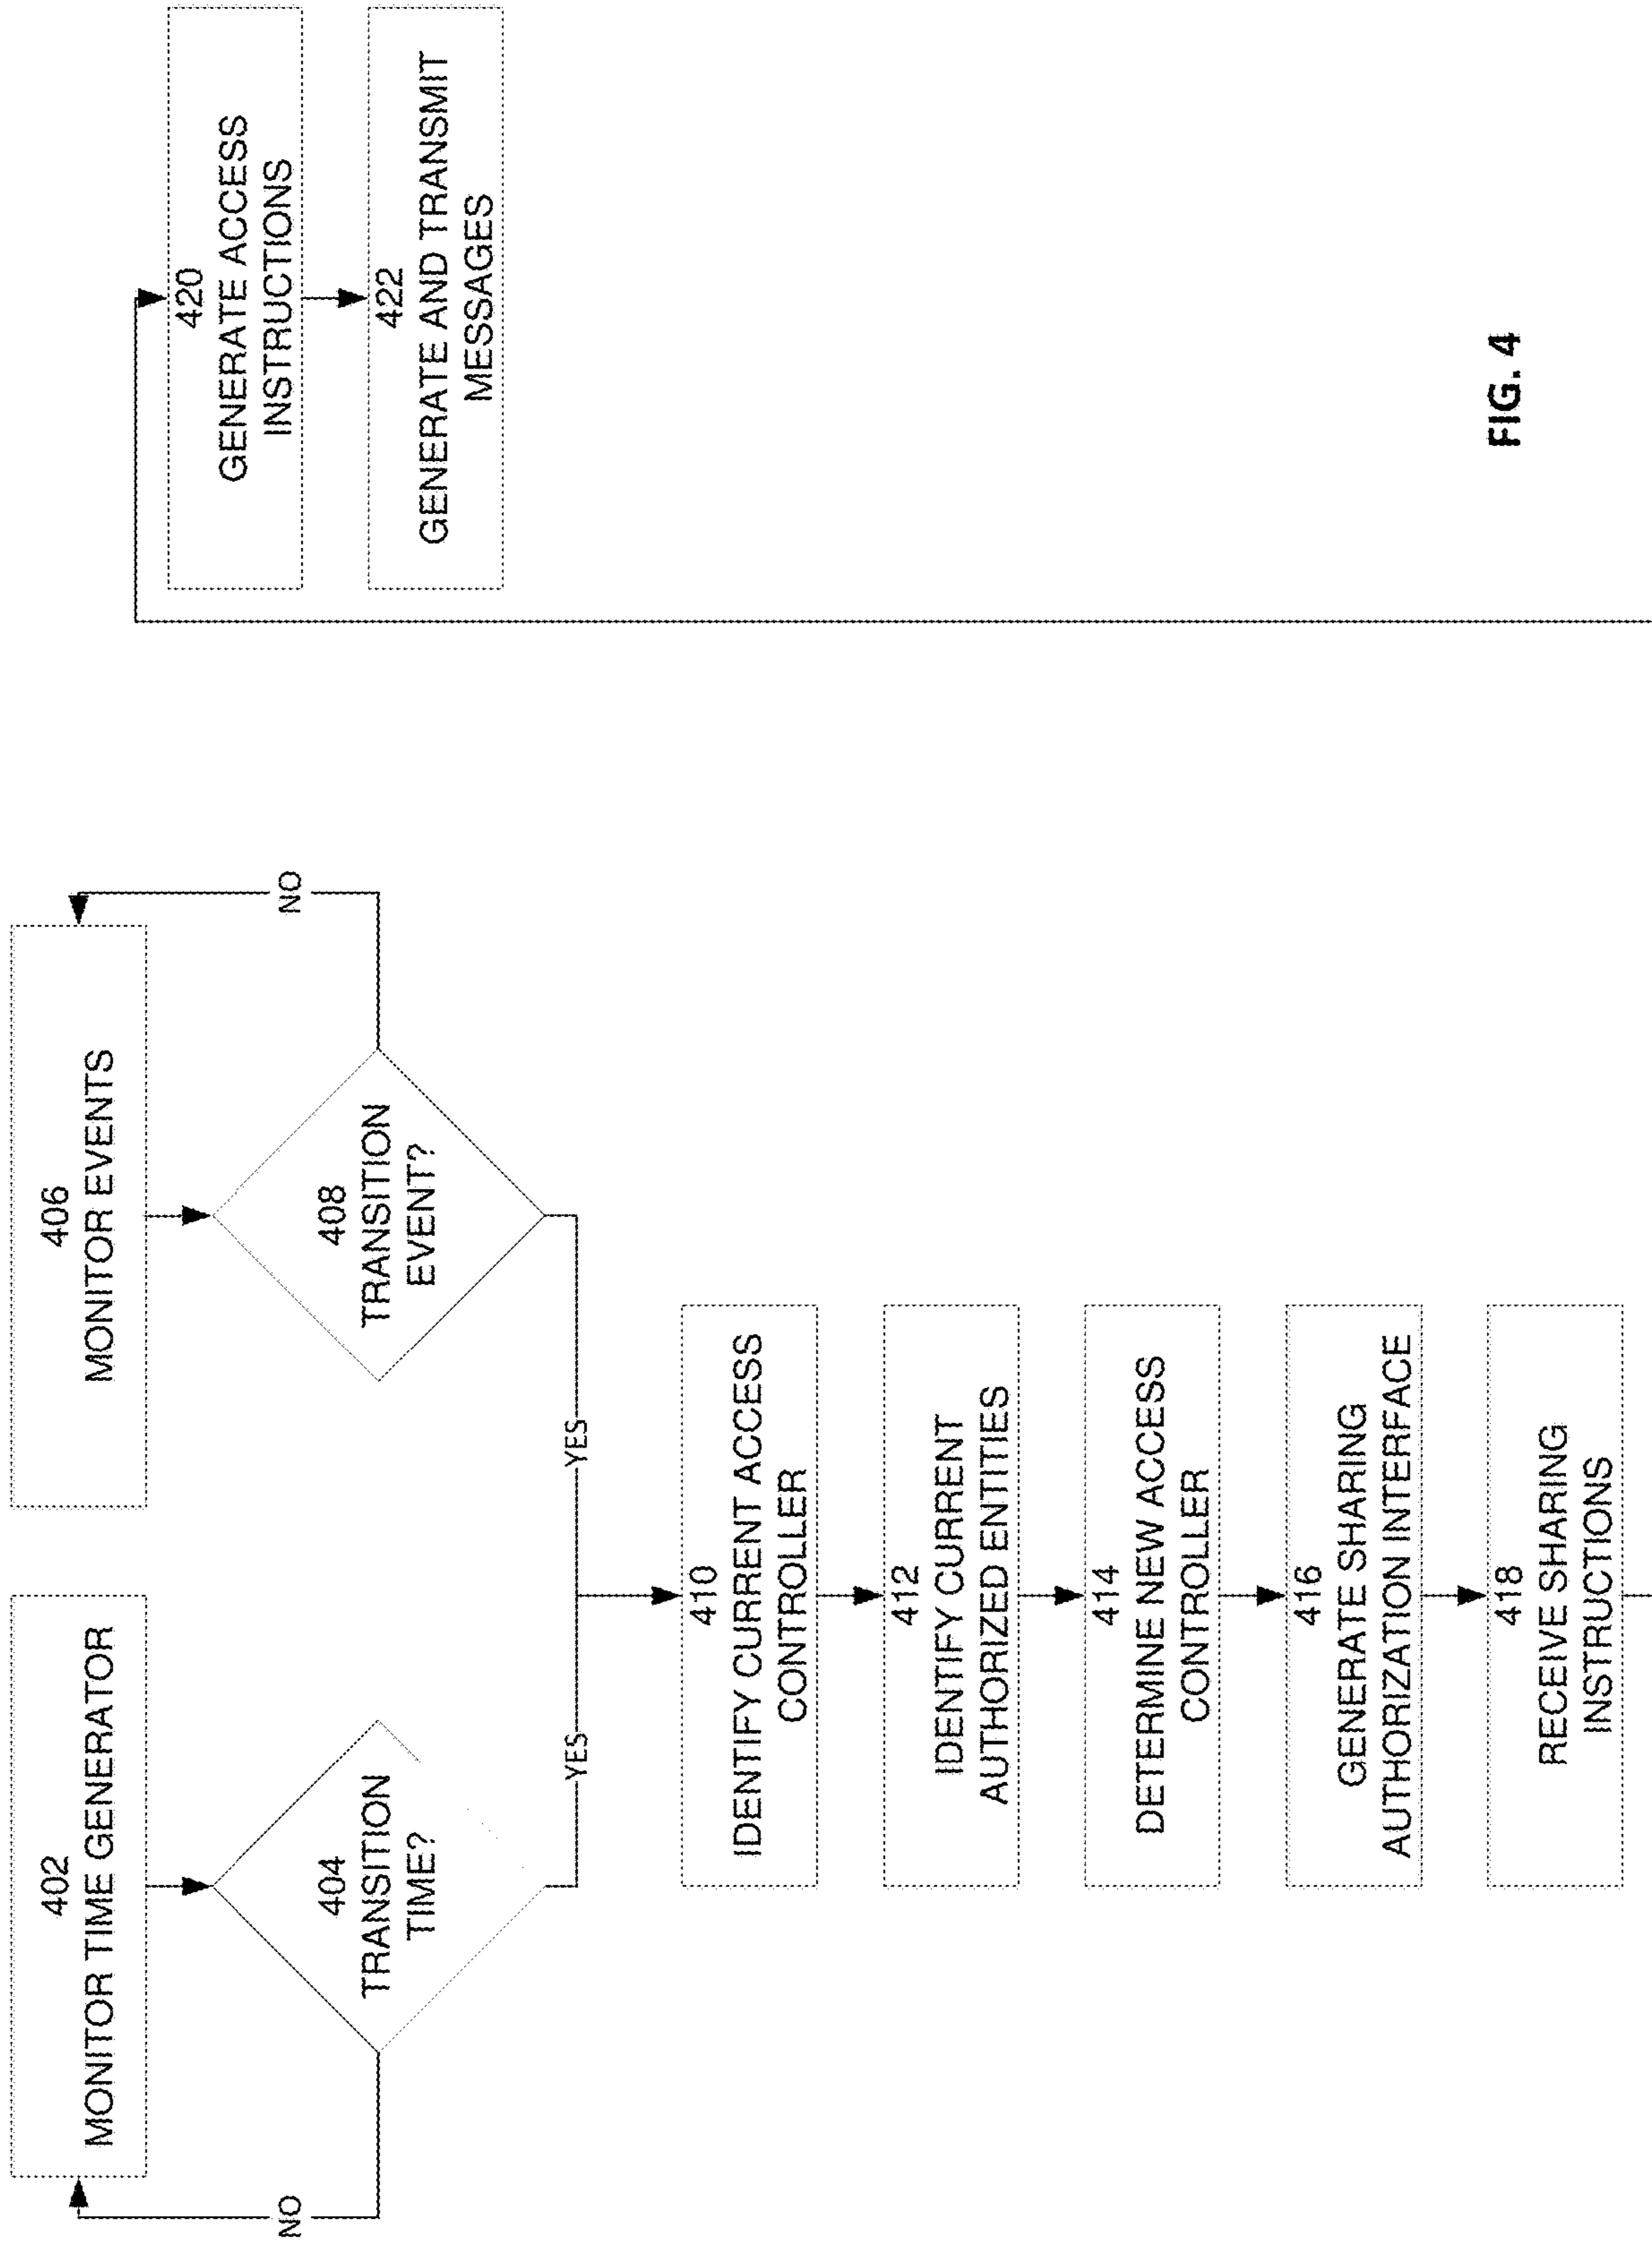 402
MONITOR TIME GENERATOR
404
TRANSITION
TIME?
NO
YES
406
MONITOR EVENTS
408
TRANSITION
EVENT?
NO
YES
410
IDENTIFY CURRENT ACCESS
CONTROLLER
412
IDENTIFY CURRENT
AUTHORIZED ENTITIES
414
DETERMINE NEW ACCESS
CONTROLLER
416
GENERATE SHARING
AUTHORIZATION INTERFACE
418
RECEIVE SHARING
INSTRUCTIONS
420
GENERATE ACCESS
INSTRUCTIONS
422
GENERATE AND TRANSMIT
MESSAGES
FIG. 4